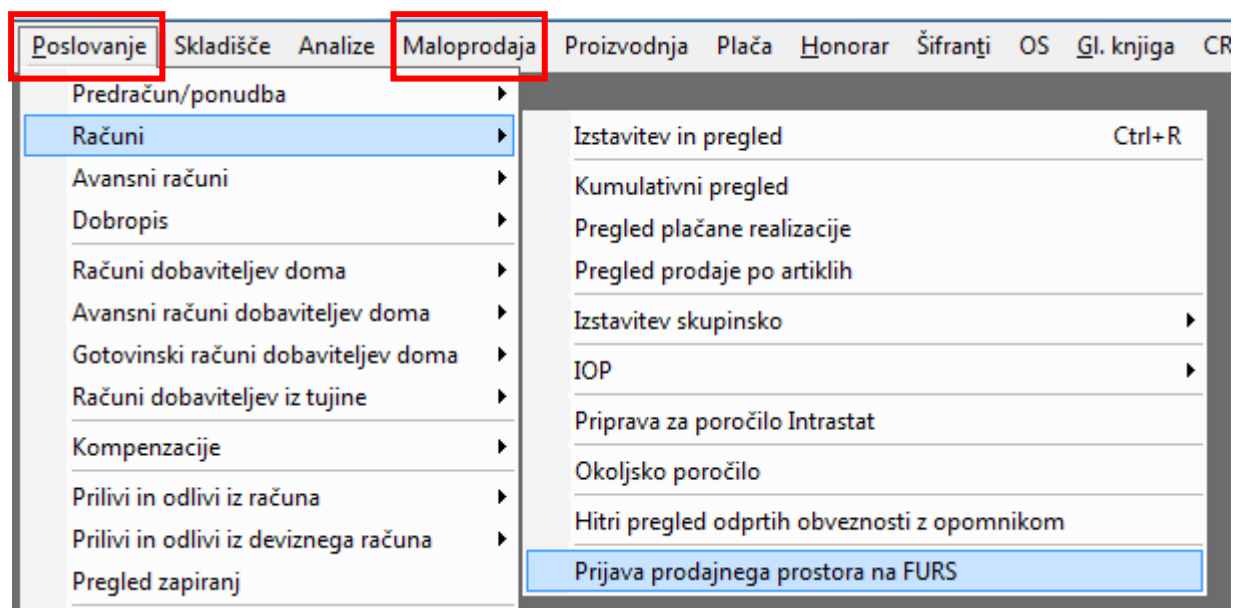 Poslovanje Skladišče Analize Maloprodaja Proizvodnja Plača Honorar Šifranti OS Gl. knjiga CR
Predračun/ponudba
Računi
Avansni računi
Dobropis
Računi dobaviteljev doma
Avansni računi dobaviteljev doma
Gotovinski računi dobaviteljev doma
Računi dobaviteljev iz tujine
Kompenzacije
Prilivi in odlivi iz računa
Prilivi in odlivi iz deviznega računa
Pregled zapiranj
Izstavitev in pregled Ctrl+R
Kumulativni pregled
Pregled plačane realizacije
Pregled prodaje po artiklih
Izstavitev skupinsko
IOP
Priprava za poročilo Intrastat
Okoljsko poročilo
Hitri pregled odprtih obveznosti z opomnikom
Prijava prodajnega prostora na FURS